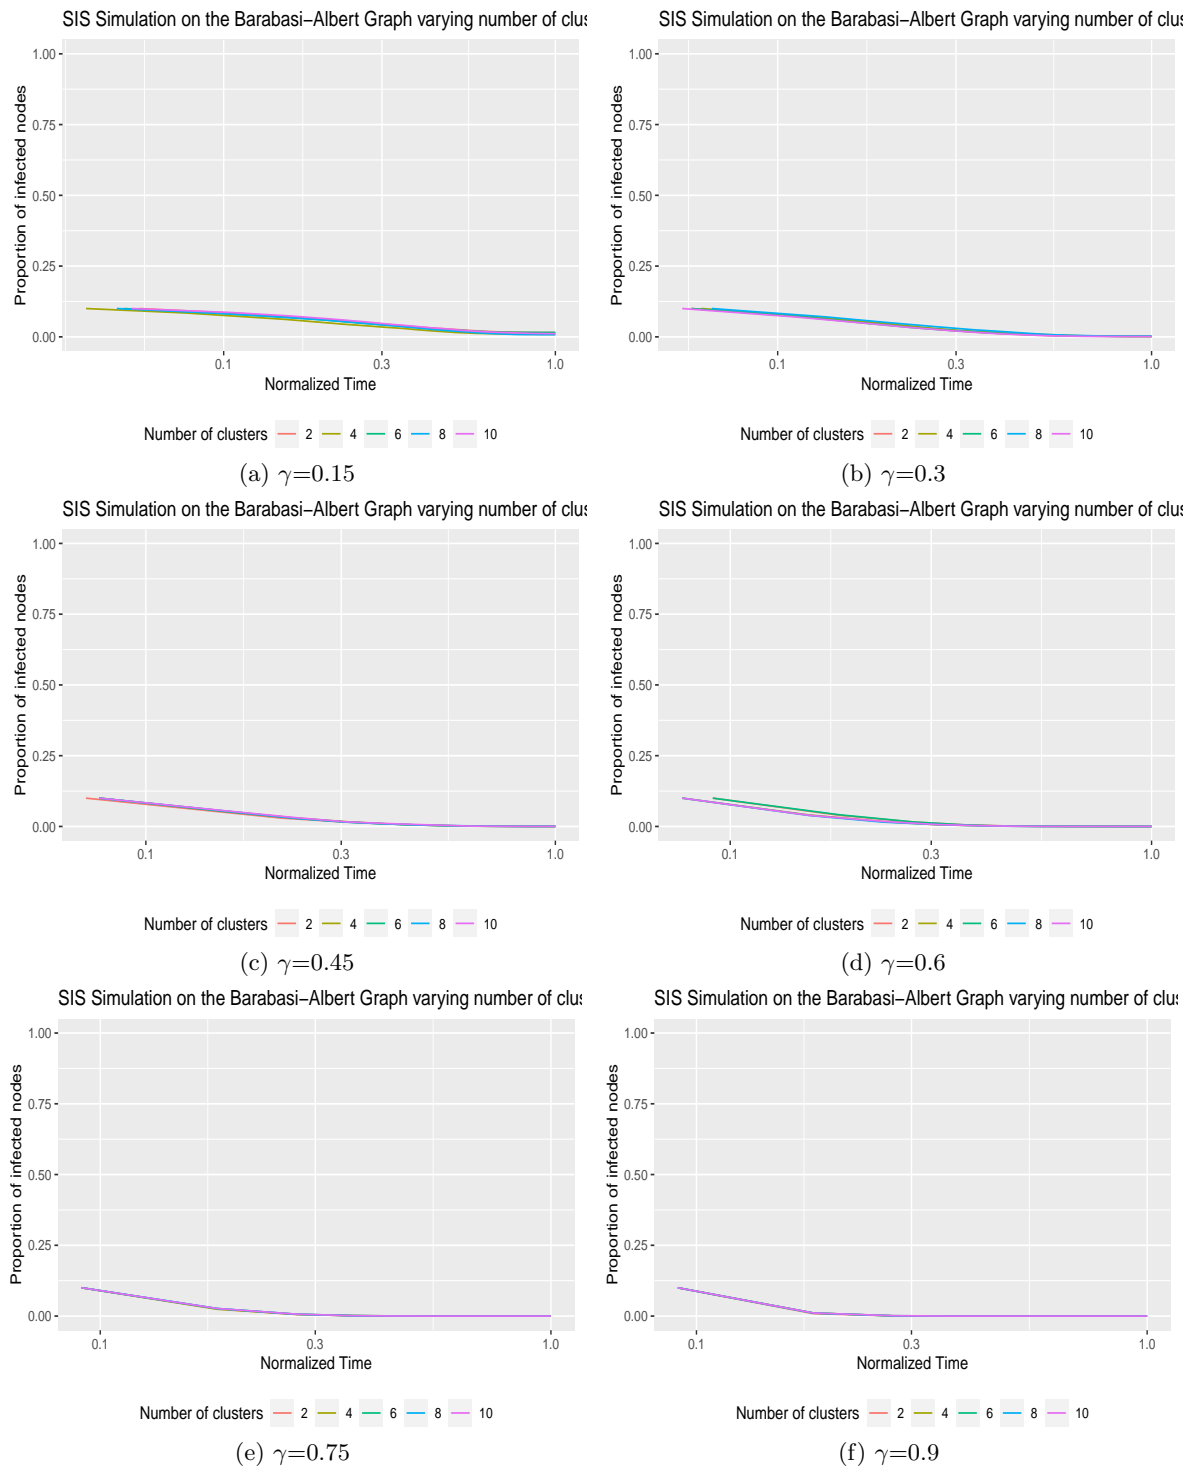 SIS Simulation on the Barabasi−Albert Graph varying number of clus
Proportion of infected nodes
1.00
0.75
0.50
0.25
0.00
0.1 0.3 1.0
Normalized Time
Number of clusters 2 4 6 8 10
(a) γ=0.15
SIS Simulation on the Barabasi−Albert Graph varying number of clus
Proportion of infected nodes
1.00
0.75
0.50
0.25
0.00
0.1 0.3 1.0
Normalized Time
Number of clusters 2 4 6 8 10
(b) γ=0.3
SIS Simulation on the Barabasi−Albert Graph varying number of clus
Proportion of infected nodes
1.00
0.75
0.50
0.25
0.00
0.1 0.3 1.0
Normalized Time
Number of clusters 2 4 6 8 10
(c) γ=0.45
SIS Simulation on the Barabasi−Albert Graph varying number of clus
Proportion of infected nodes
1.00
0.75
0.50
0.25
0.00
0.1 0.3 1.0
Normalized Time
Number of clusters 2 4 6 8 10
(d) γ=0.6
SIS Simulation on the Barabasi−Albert Graph varying number of clus
Proportion of infected nodes
1.00
0.75
0.50
0.25
0.00
0.1 0.3 1.0
Normalized Time
Number of clusters 2 4 6 8 10
(e) γ=0.75
SIS Simulation on the Barabasi−Albert Graph varying number of clus
Proportion of infected nodes
1.00
0.75
0.50
0.25
0.00
0.1 0.3 1.0
Normalized Time
Number of clusters 2 4 6 8 10
(f) γ=0.9